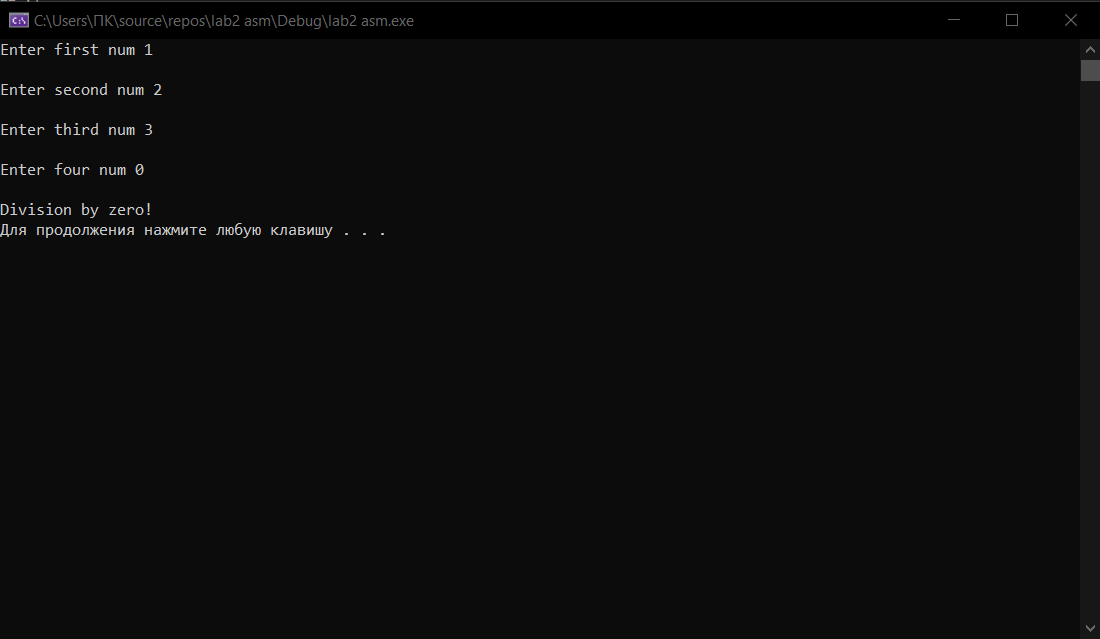 C:\Users\ПК\source\repos\lab2 asm\Debug\lab2 asm.exe
Enter first num 1
Enter second num 2
Enter third num 3
Enter four num 0
Division by zero!
Для продолжения нажмите любую клавишу . . .